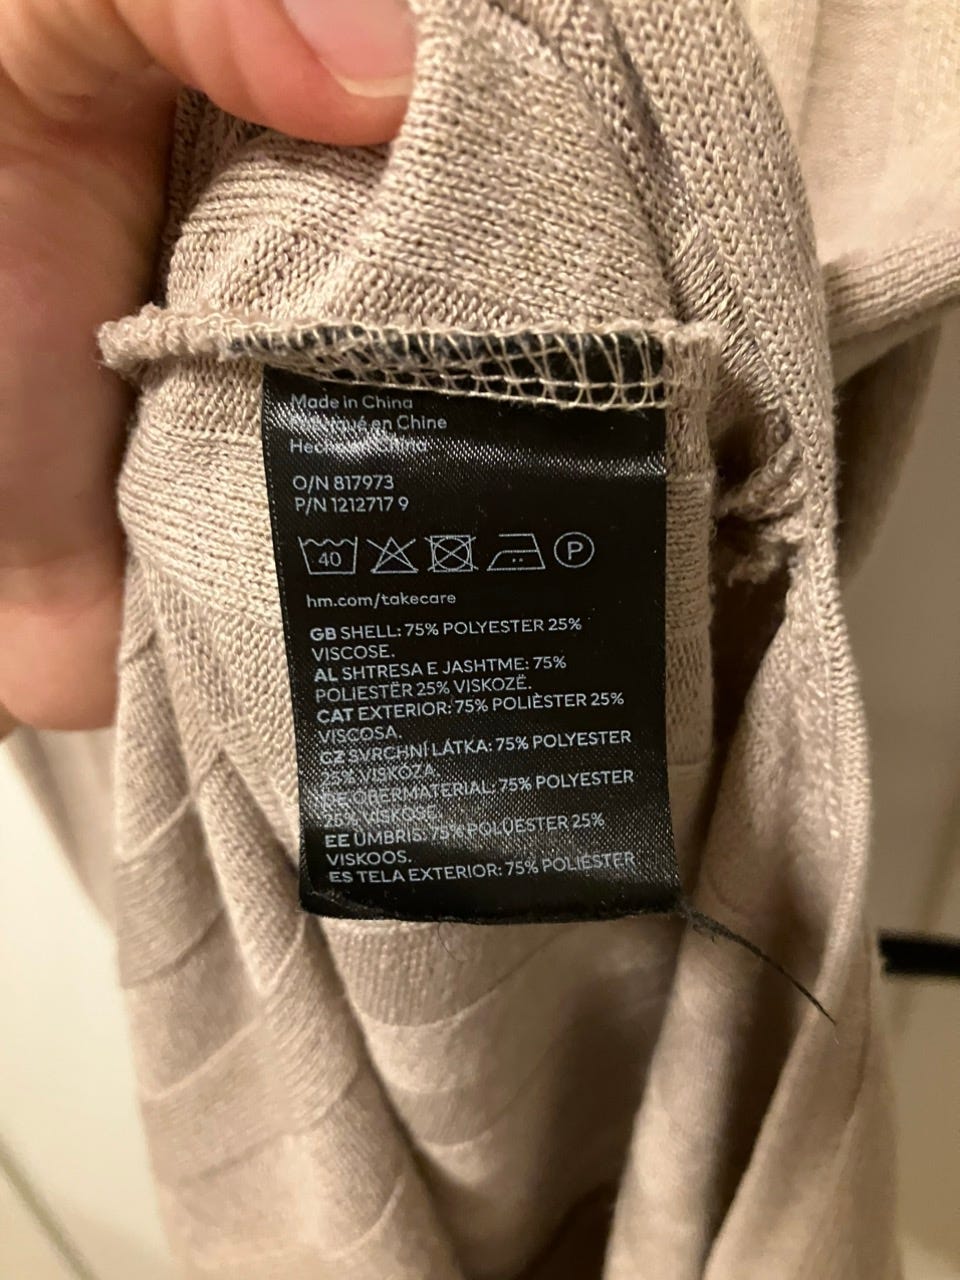 Made in China
en Chine
O/N 817973
P/N 1212717 9
40 P
hm.com/takecare
GB SHELL: 75% POLYESTER 25%
VISCOSE.
AL SHTRESA E JASHTME: 75%
POLIESTËR 25% VISKOZË.
CAT EXTERIOR: 75% POLIÈSTER 25%
VISCOSA.
CZ SVRCHNÍ LÁTKA: 75% POLYESTER
25% VISKÓZA.
DE OBERMATERIAL: 75% POLYESTER
25% VISKOSE.
EE ÜMBRIS: 75% POLÜESTER 25%
VISKOOS.
ES TELA EXTERIOR: 75% POLIÉSTER